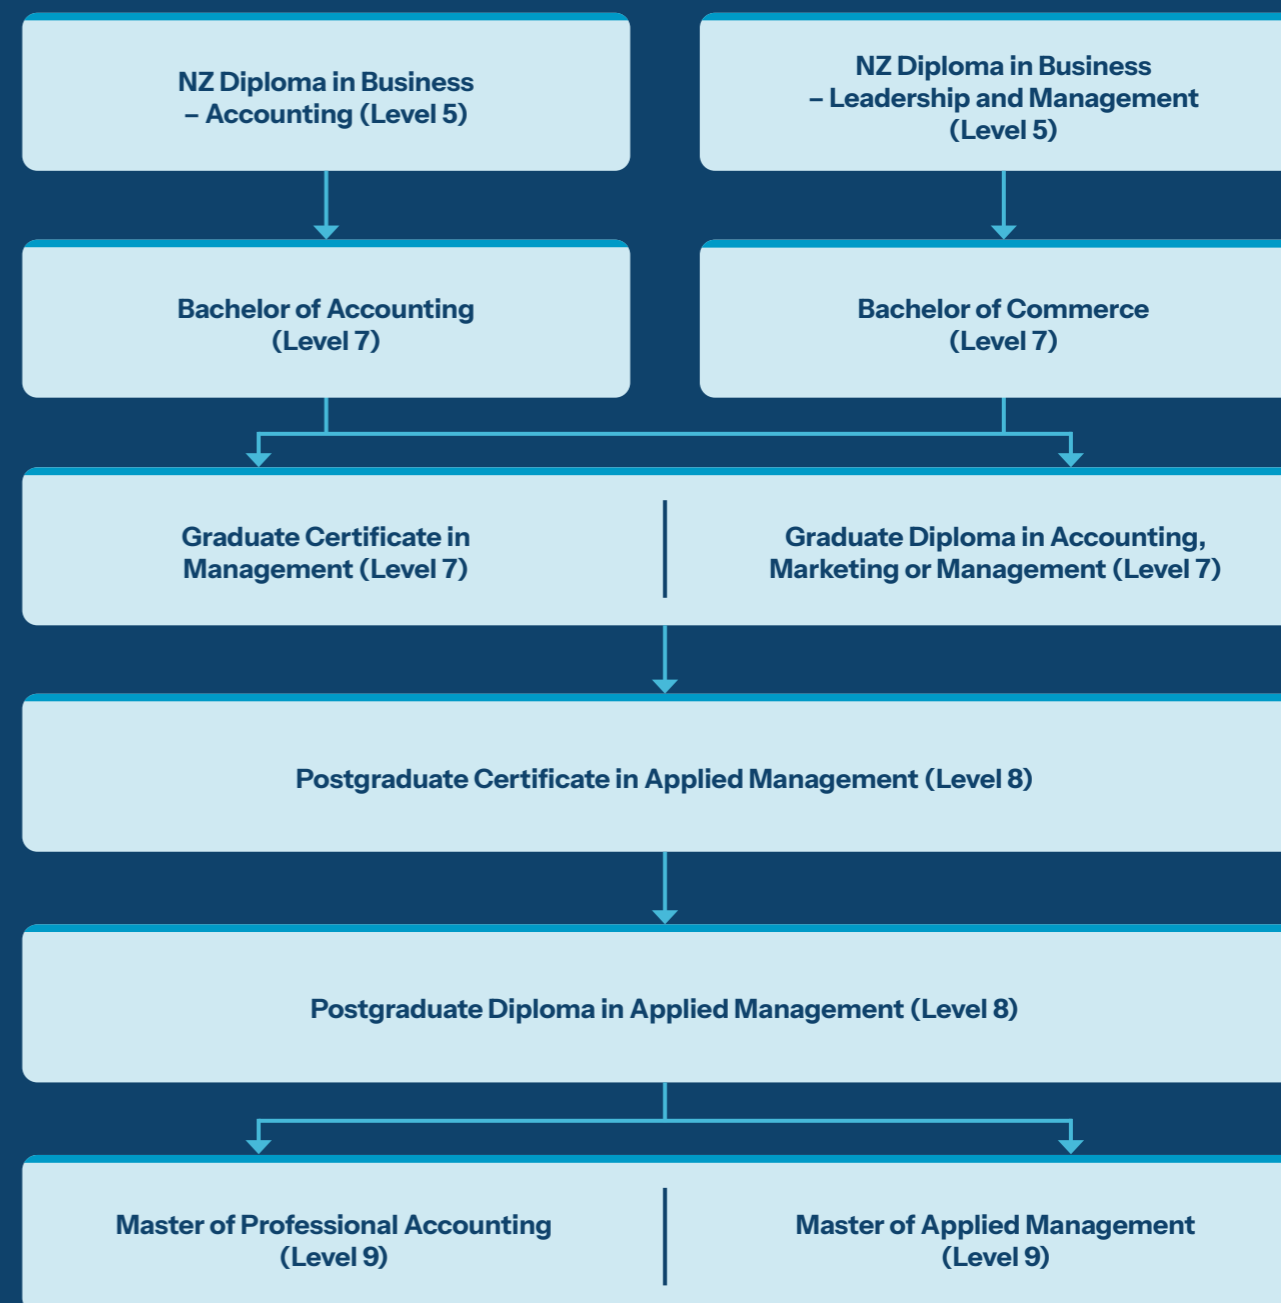 NZ Diploma in Business
– Accounting (Level 5)
NZ Diploma in Business
– Leadership and Management
(Level 5)
Bachelor of Accounting
(Level 7)
Bachelor of Commerce
(Level 7)
Graduate Certificate in
Management (Level 7)
Graduate Diploma in Accounting,
Marketing or Management (Level 7)
Postgraduate Certificate in Applied Management (Level 8)
Postgraduate Diploma in Applied Management (Level 8)
Master of Professional Accounting
(Level 9)
Master of Applied Management
(Level 9)